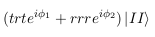 (trte^{iϕ_1} + rrre^{iϕ_2}) |II⟩